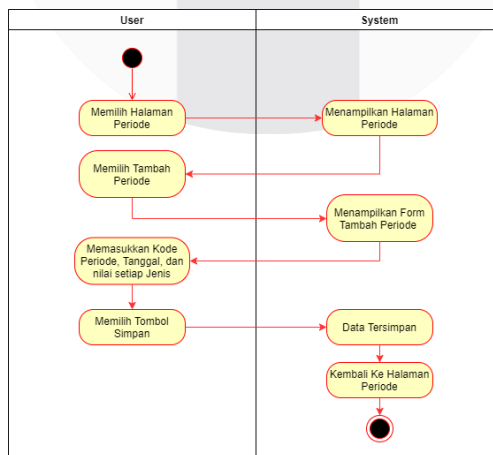 User
System
Memilih Halaman
Periode
Menampilkan Halaman
Periode
Memilih Tambah
Periode
Menampilkan Form
Tambah Periode
Memasukkan Kode
Periode, Tanggal, dan
nilai setiap Jenis
Memilih Tombol
Simpan
Data Tersimpan
Kembali Ke Halaman
Periode